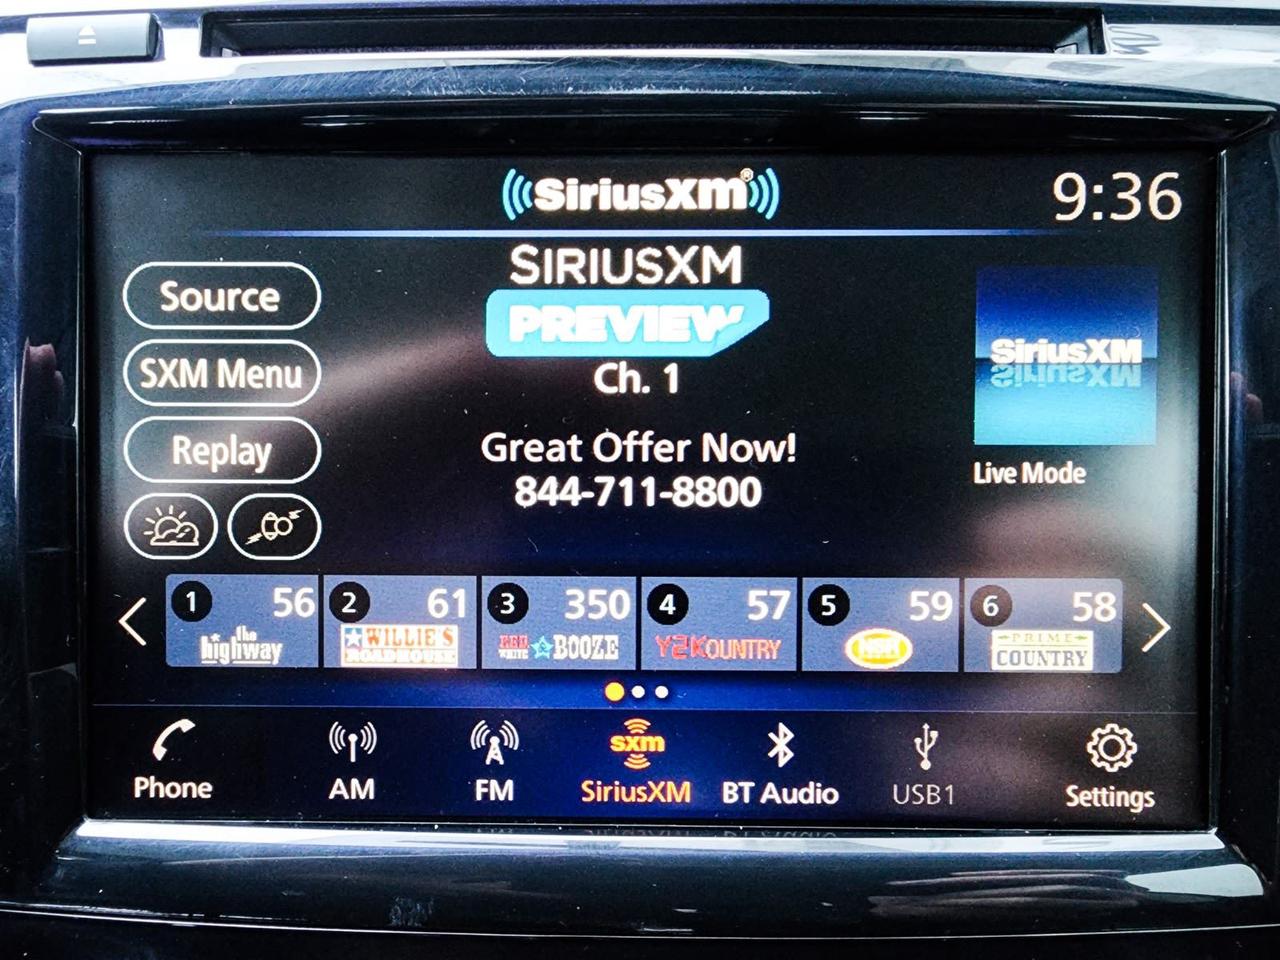 SiriusXM®
9:36
SIRIUSXM
PREVIEW
Ch. 1
Great Offer Now!
844-711-8800
Source
SXM Menu
Replay
SiriusXM
Live Mode
1 56
the highway
2 61
WILLIE'S ROADHOUSE
3 350
RED WHITE BOOZE
4 57
Y2KOUNTRY
5 59
6 58
PRIME COUNTRY
Phone
AM
FM
sxm
SiriusXM
BT Audio
USB1
Settings